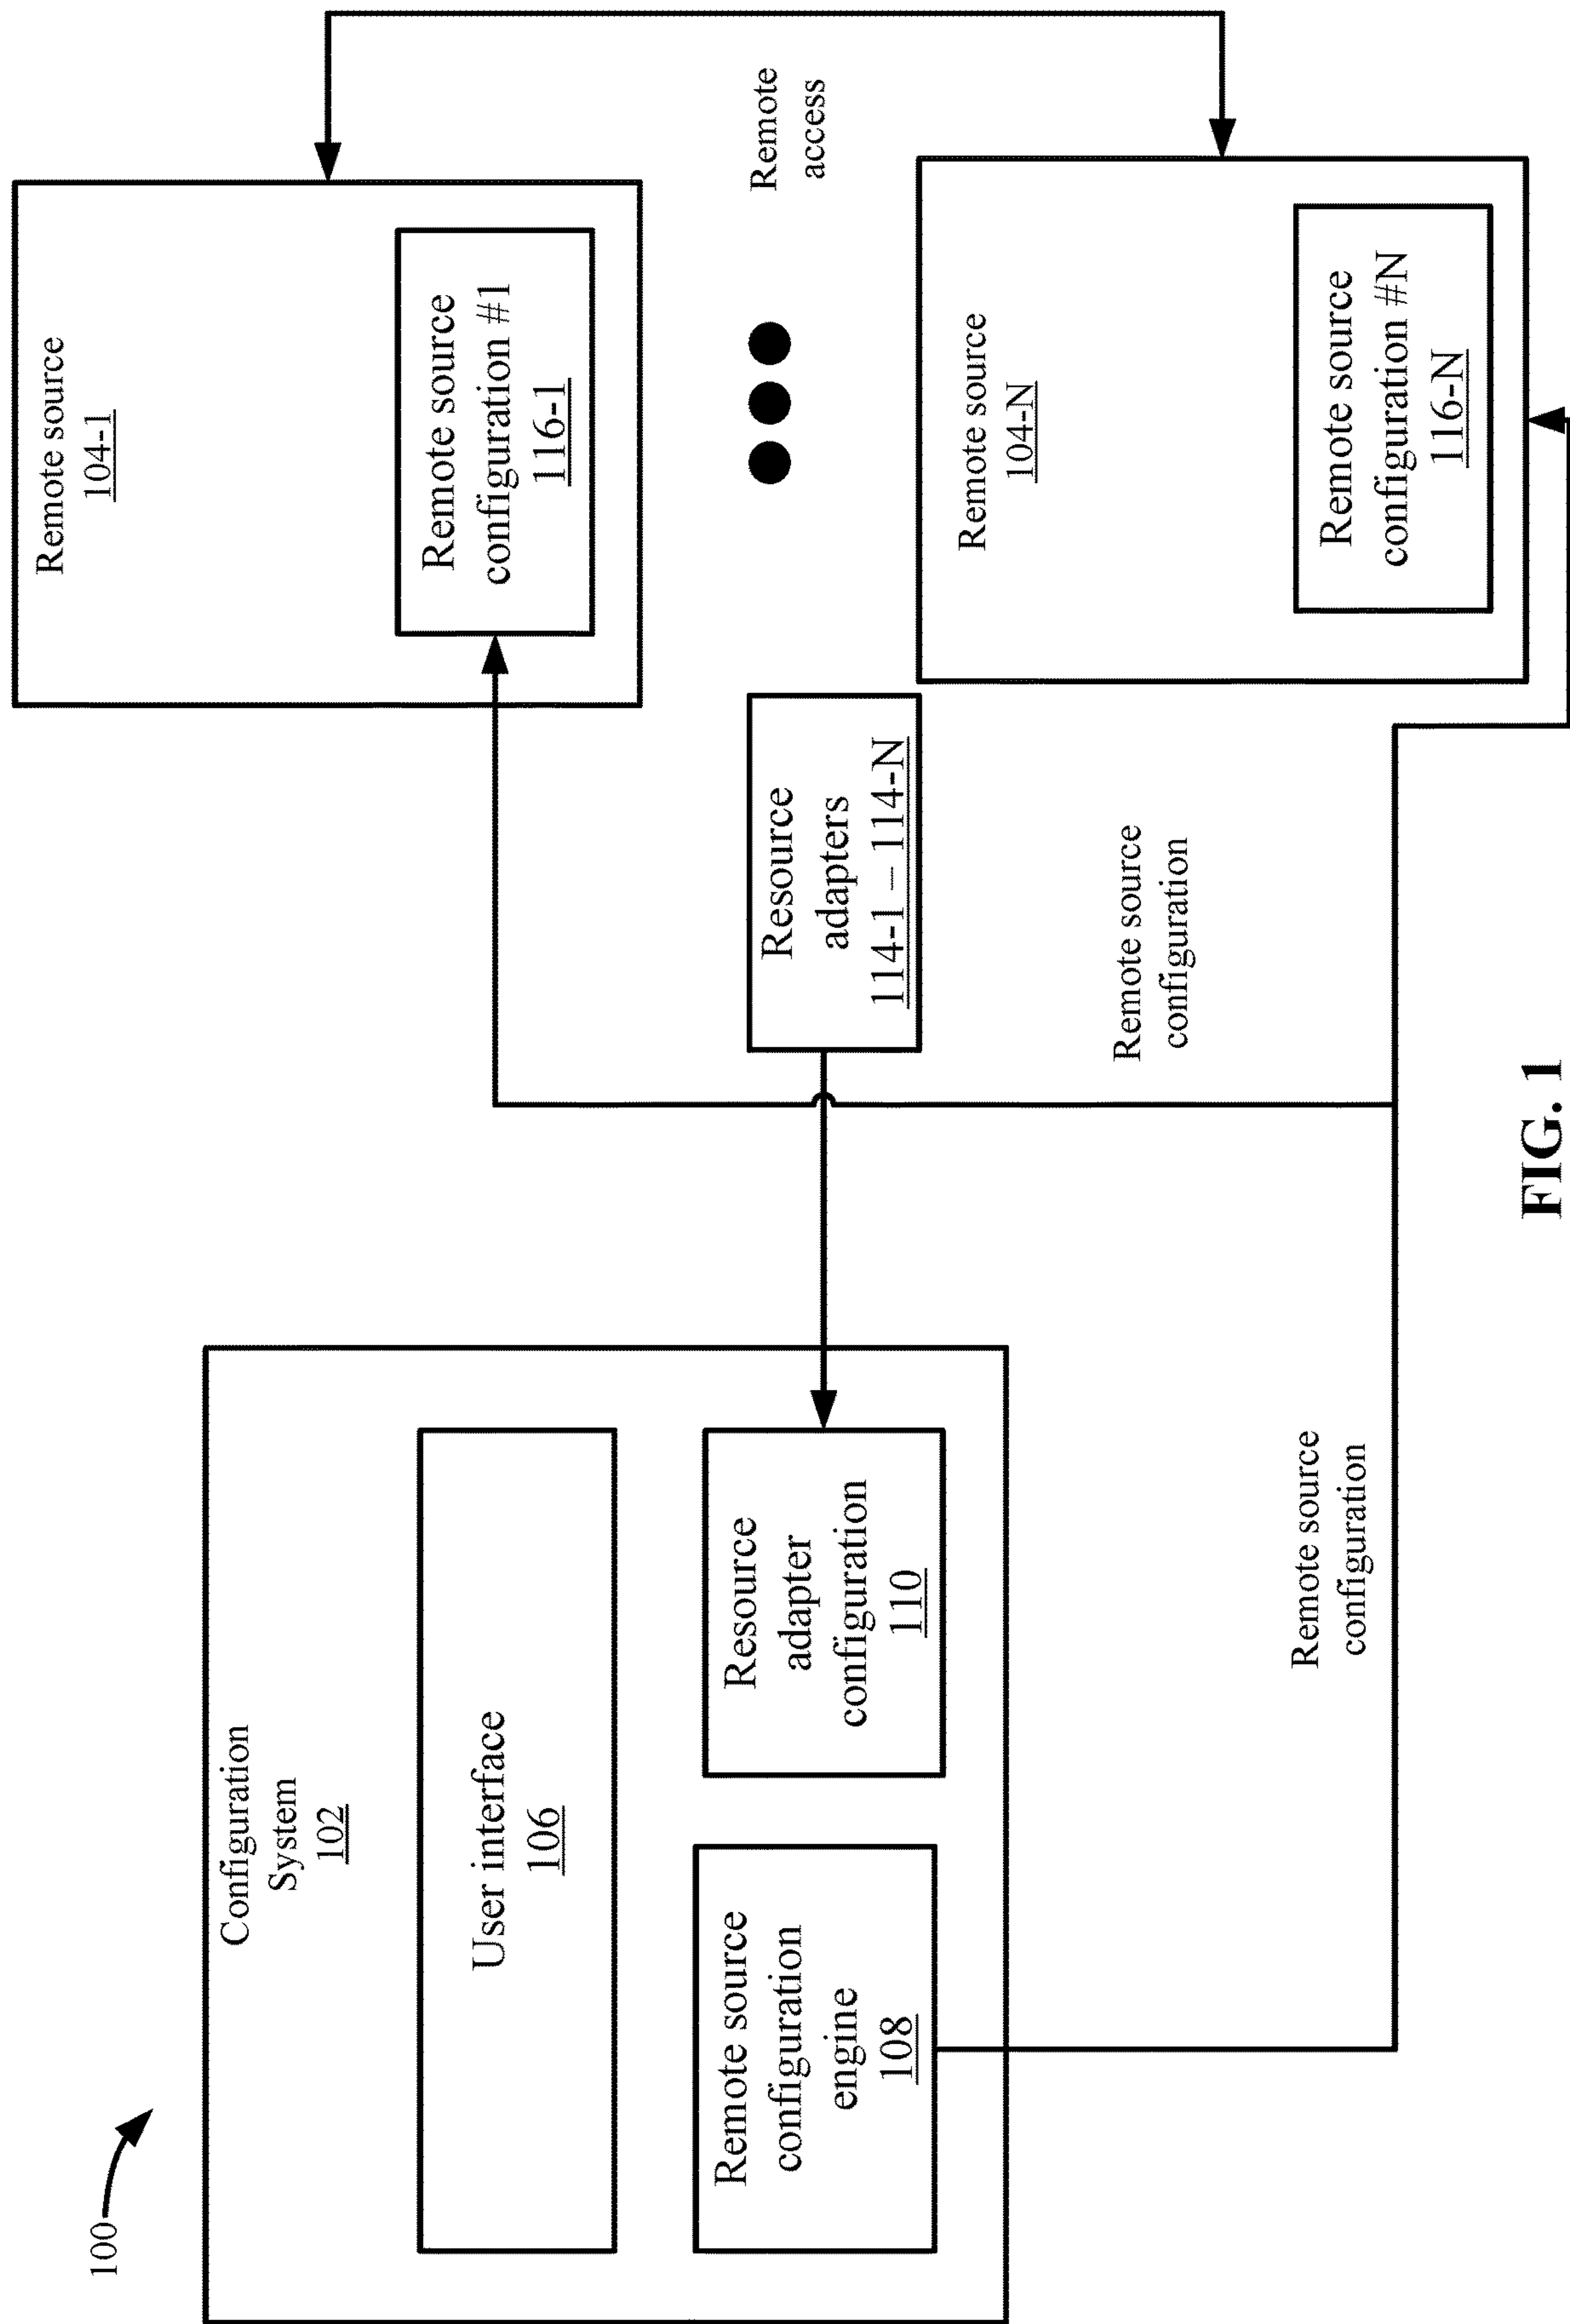 100
Configuration
System
102
User interface
106
Remote source
configuration
engine
108
Resource
adapter
configuration
110
Remote source
configuration
Resource
adapters
114-1 – 114-N
Remote source
configuration
Remote source
104-1
Remote source
configuration #1
116-1
Remote
access
Remote source
104-N
Remote source
configuration #N
116-N
FIG. 1